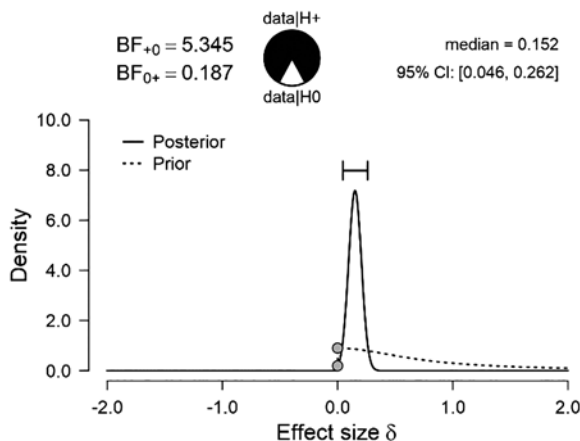 data|H+
BF+0 = 5.345
BF0+ = 0.187
median = 0.152
95% CI: [0.046, 0.262]
data|H0
Posterior
Prior
Density
10.0
8.0
6.0
4.0
2.0
0.0
-2.0 -1.0 0.0 1.0 2.0
Effect size δ